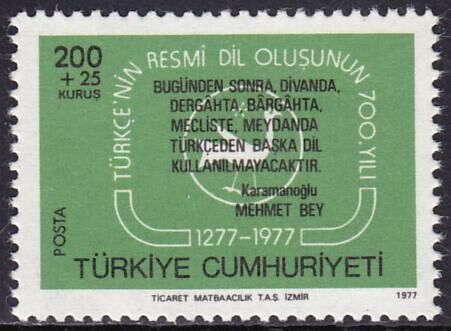 200
+ 25
KURUŞ
TÜRKÇE'NİN RESMİ DİL OLUŞUNUN 700.YILI
BUGÜNDEN SONRA, DİVANDA,
DERGÂHTA, BÂRGÂHTA,
MECLİSTE, MEYDANDA
TÜRKÇEDEN BAŞKA DİL
KULLANILMAYACAKTIR.
Karamanoğlu
MEHMET BEY
POSTA
1277-1977
TÜRKİYE CUMHURİYETİ
TİCARET MATBAACILIK T.A.Ş. İZMİR
1977